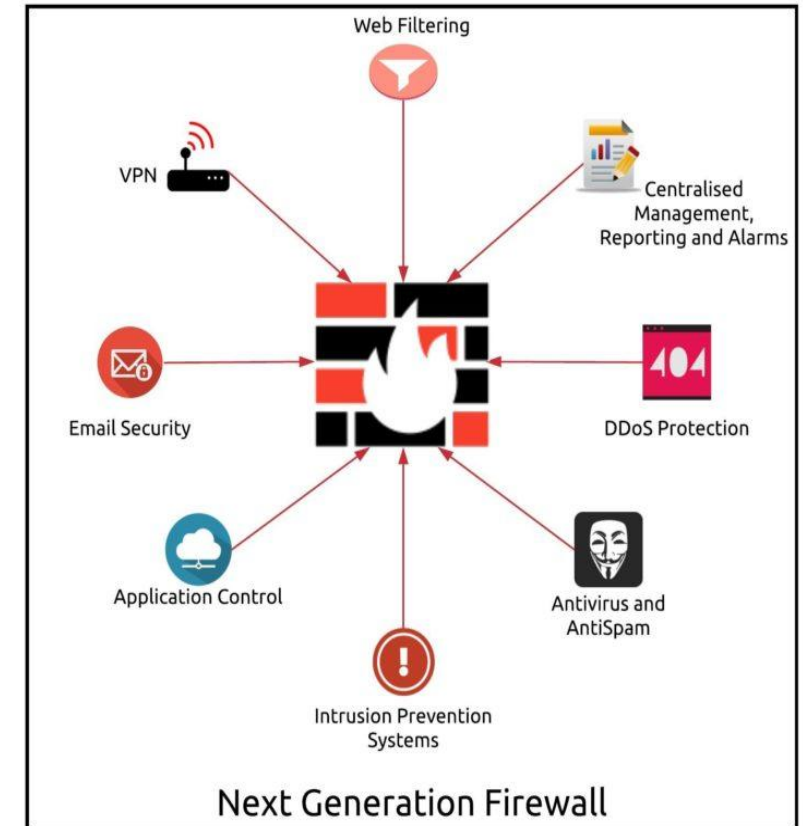 Web Filtering
VPN
Centralised
Management,
Reporting and Alarms
Email Security
404
DDoS Protection
Application Control
Antivirus and
AntiSpam
Intrusion Prevention
Systems
Next Generation Firewall